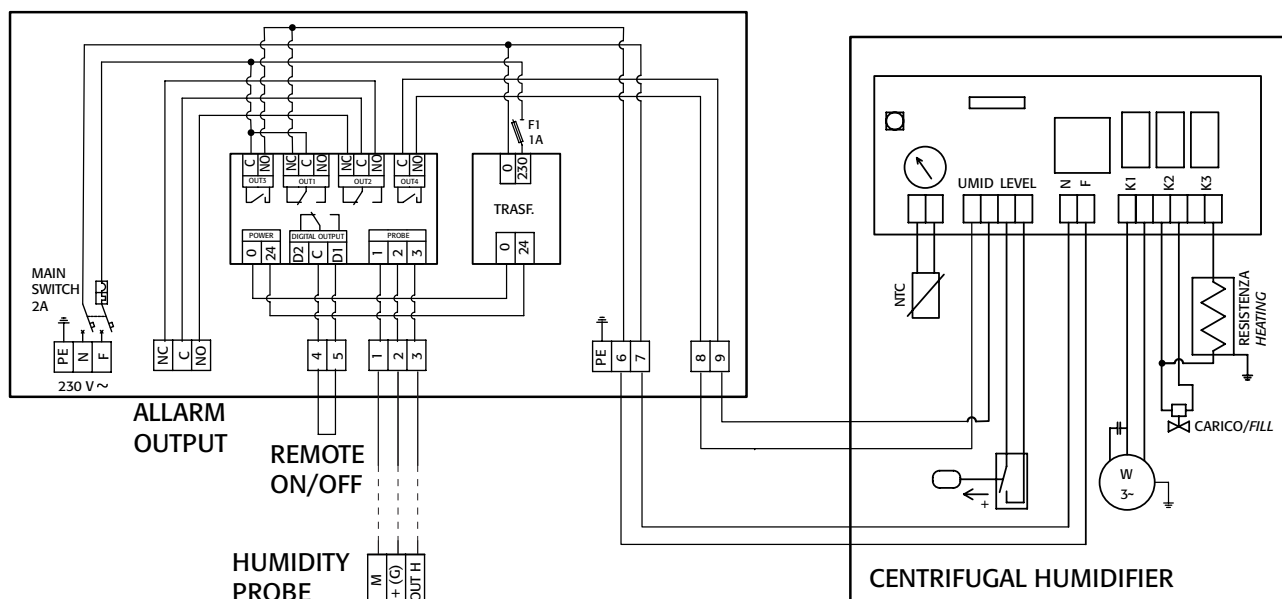 F1
1A
C
NO
NC
C
NO
NC
C
NO
C
NO
OUT3
OUT1
OUT2
OUT4
0
230
TRASF.
POWER
DIGITAL OUTPUT
PROBE
0
24
D2
C
D1
1
2
3
0
24
MAIN
SWITCH
2A
PE
N
F
230 V ~
NC
C
NO
4
5
1
2
3
PE
6
7
8
9
ALLARM
OUTPUT
REMOTE
ON/OFF
HUMIDITY
PROBE
M
+ (G)
OUT H
UMID LEVEL
N
F
K1
K2
K3
NTC
RESISTENZA
HEATING
CARICO/FILL
W
3~
+
CENTRIFUGAL HUMIDIFIER